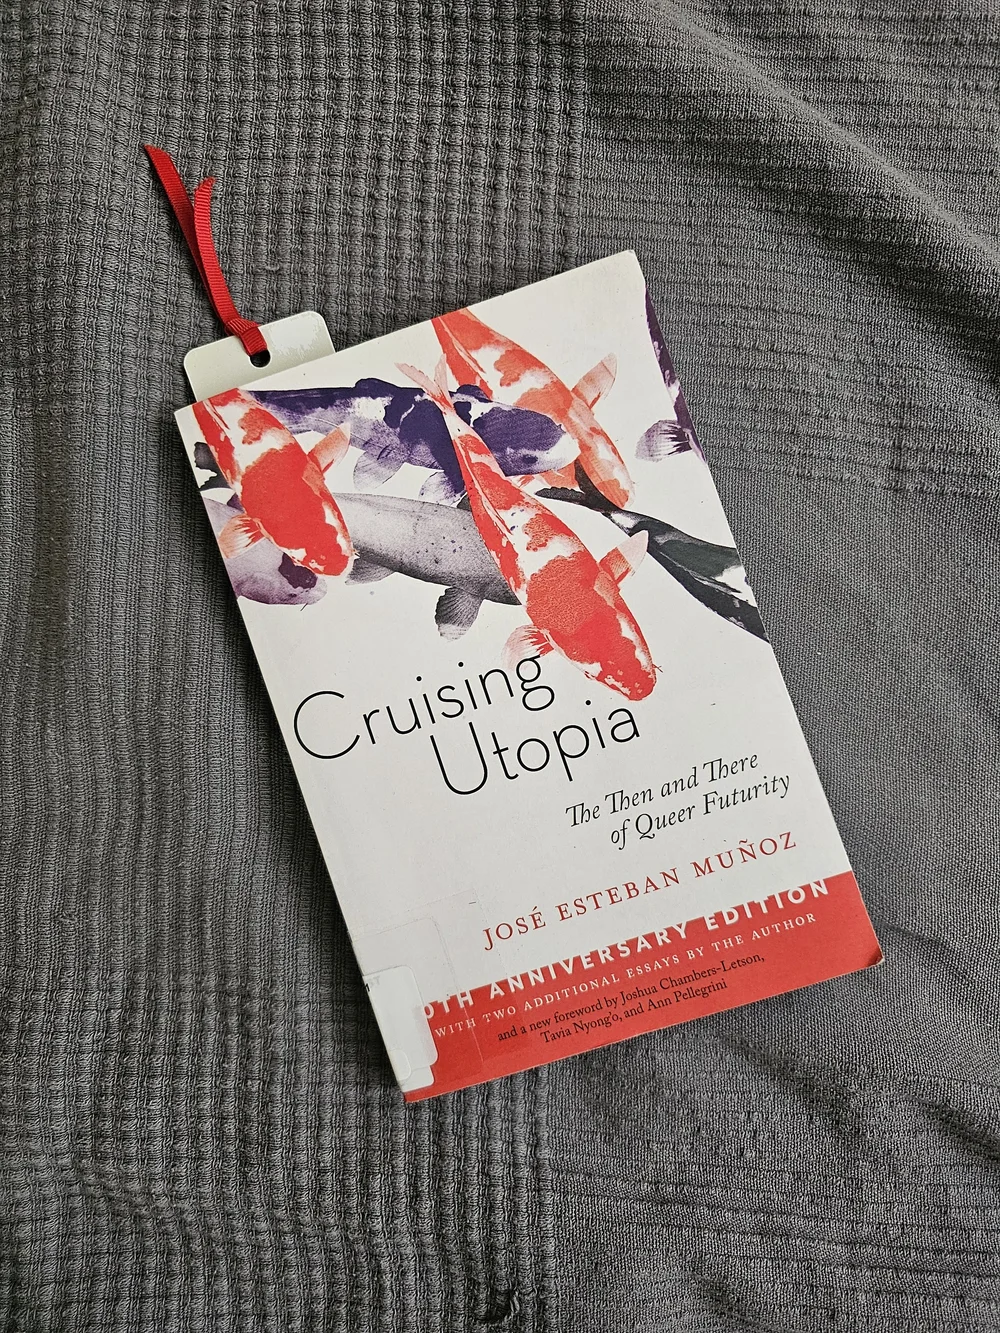 Cruising
Utopia
The Then and There
of Queer Futurity
JOSÉ ESTEBAN MUÑOZ
0TH ANNIVERSARY EDITION
WITH TWO ADDITIONAL ESSAYS BY THE AUTHOR
and a new foreword by Joshua Chambers-Letson,
Tavia Nyong'o, and Ann Pellegrini